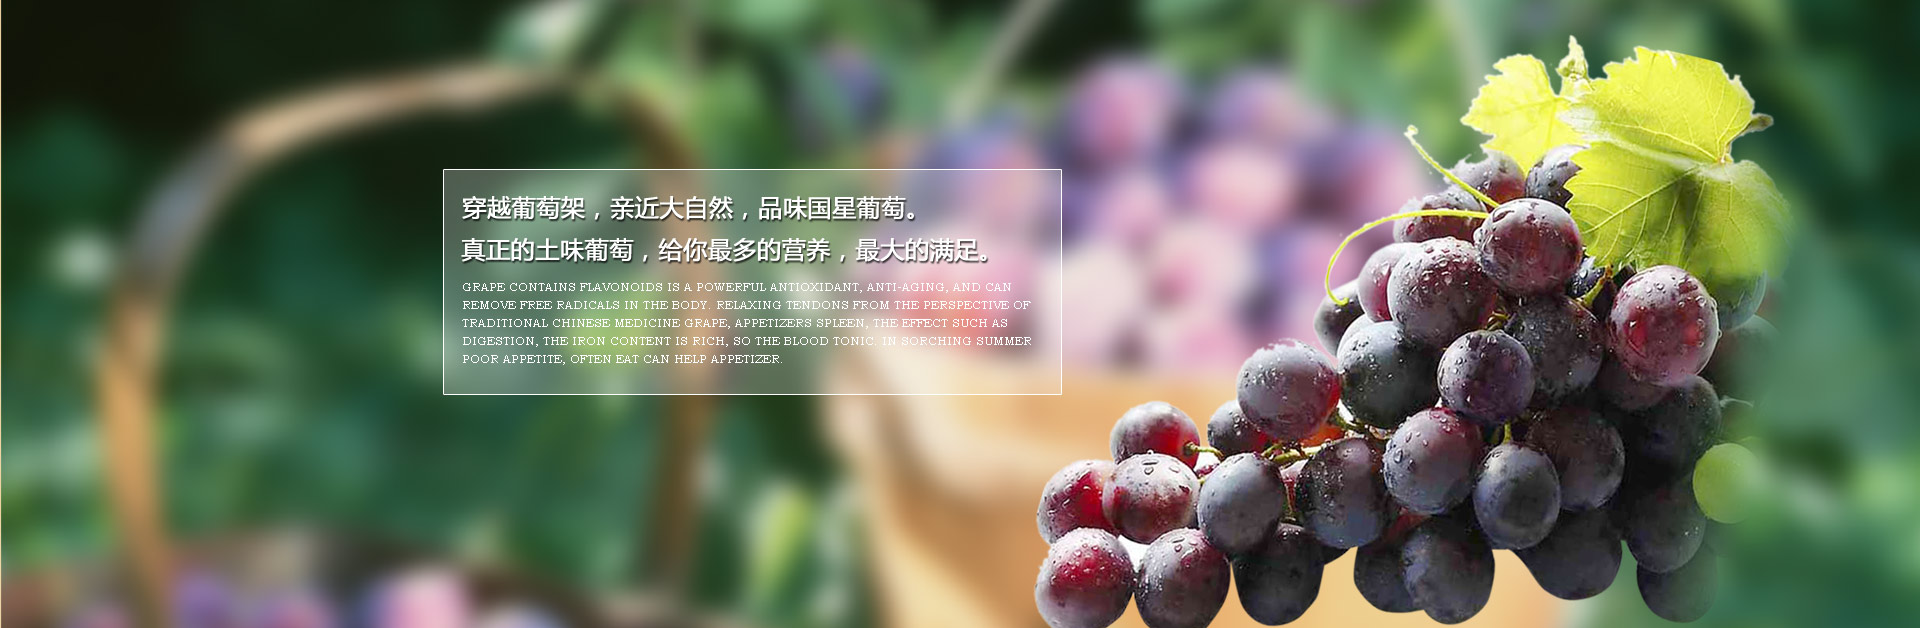 穿越葡萄架，亲近大自然，品味国星葡萄。
真正的土味葡萄，给你最多的营养，最大的满足。
GRAPE CONTAINS FLAVONOIDS IS A POWERFUL ANTIOXIDANT, ANTI-AGING, AND CAN
REMOVE FREE RADICALS IN THE BODY. RELAXING TENDONS FROM THE PERSPECTIVE OF
TRADITIONAL CHINESE MEDICINE GRAPE, APPETIZERS SPLEEN, THE EFFECT SUCH AS
DIGESTION, THE IRON CONTENT IS RICH, SO THE BLOOD TONIC. IN SORCHING SUMMER
POOR APPETITE, OFTEN EAT CAN HELP APPETIZER.